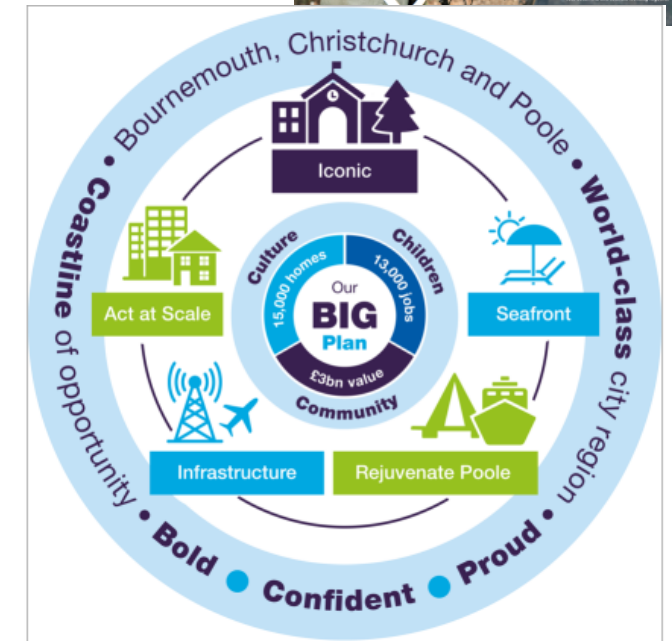 Bournemouth, Christchurch and Poole • World-class city region • Proud • Confident • Bold • Coastline of opportunity •
Iconic
Seafront
Rejuvenate Poole
Infrastructure
Act at Scale
Culture
Children
Community
15,000 homes
13,000 jobs
£3bn value
Our
BIG
Plan